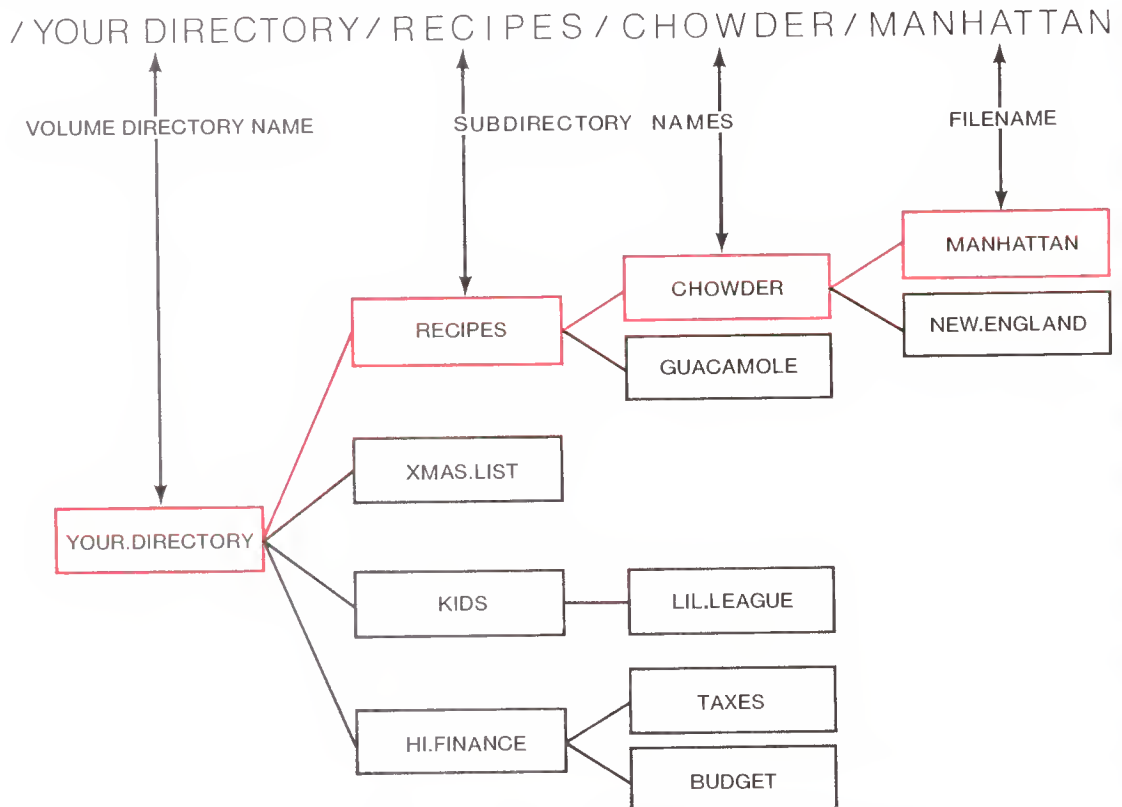 /YOUR DIRECTORY/RECIPES/CHOWDER/MANHATTAN
VOLUME DIRECTORY NAME
SUBDIRECTORY NAMES
FILENAME
MANHATTAN
CHOWDER
RECIPES
NEW.ENGLAND
GUACAMOLE
XMAS.LIST
YOUR.DIRECTORY
KIDS
LIL.LEAGUE
TAXES
HI.FINANCE
BUDGET